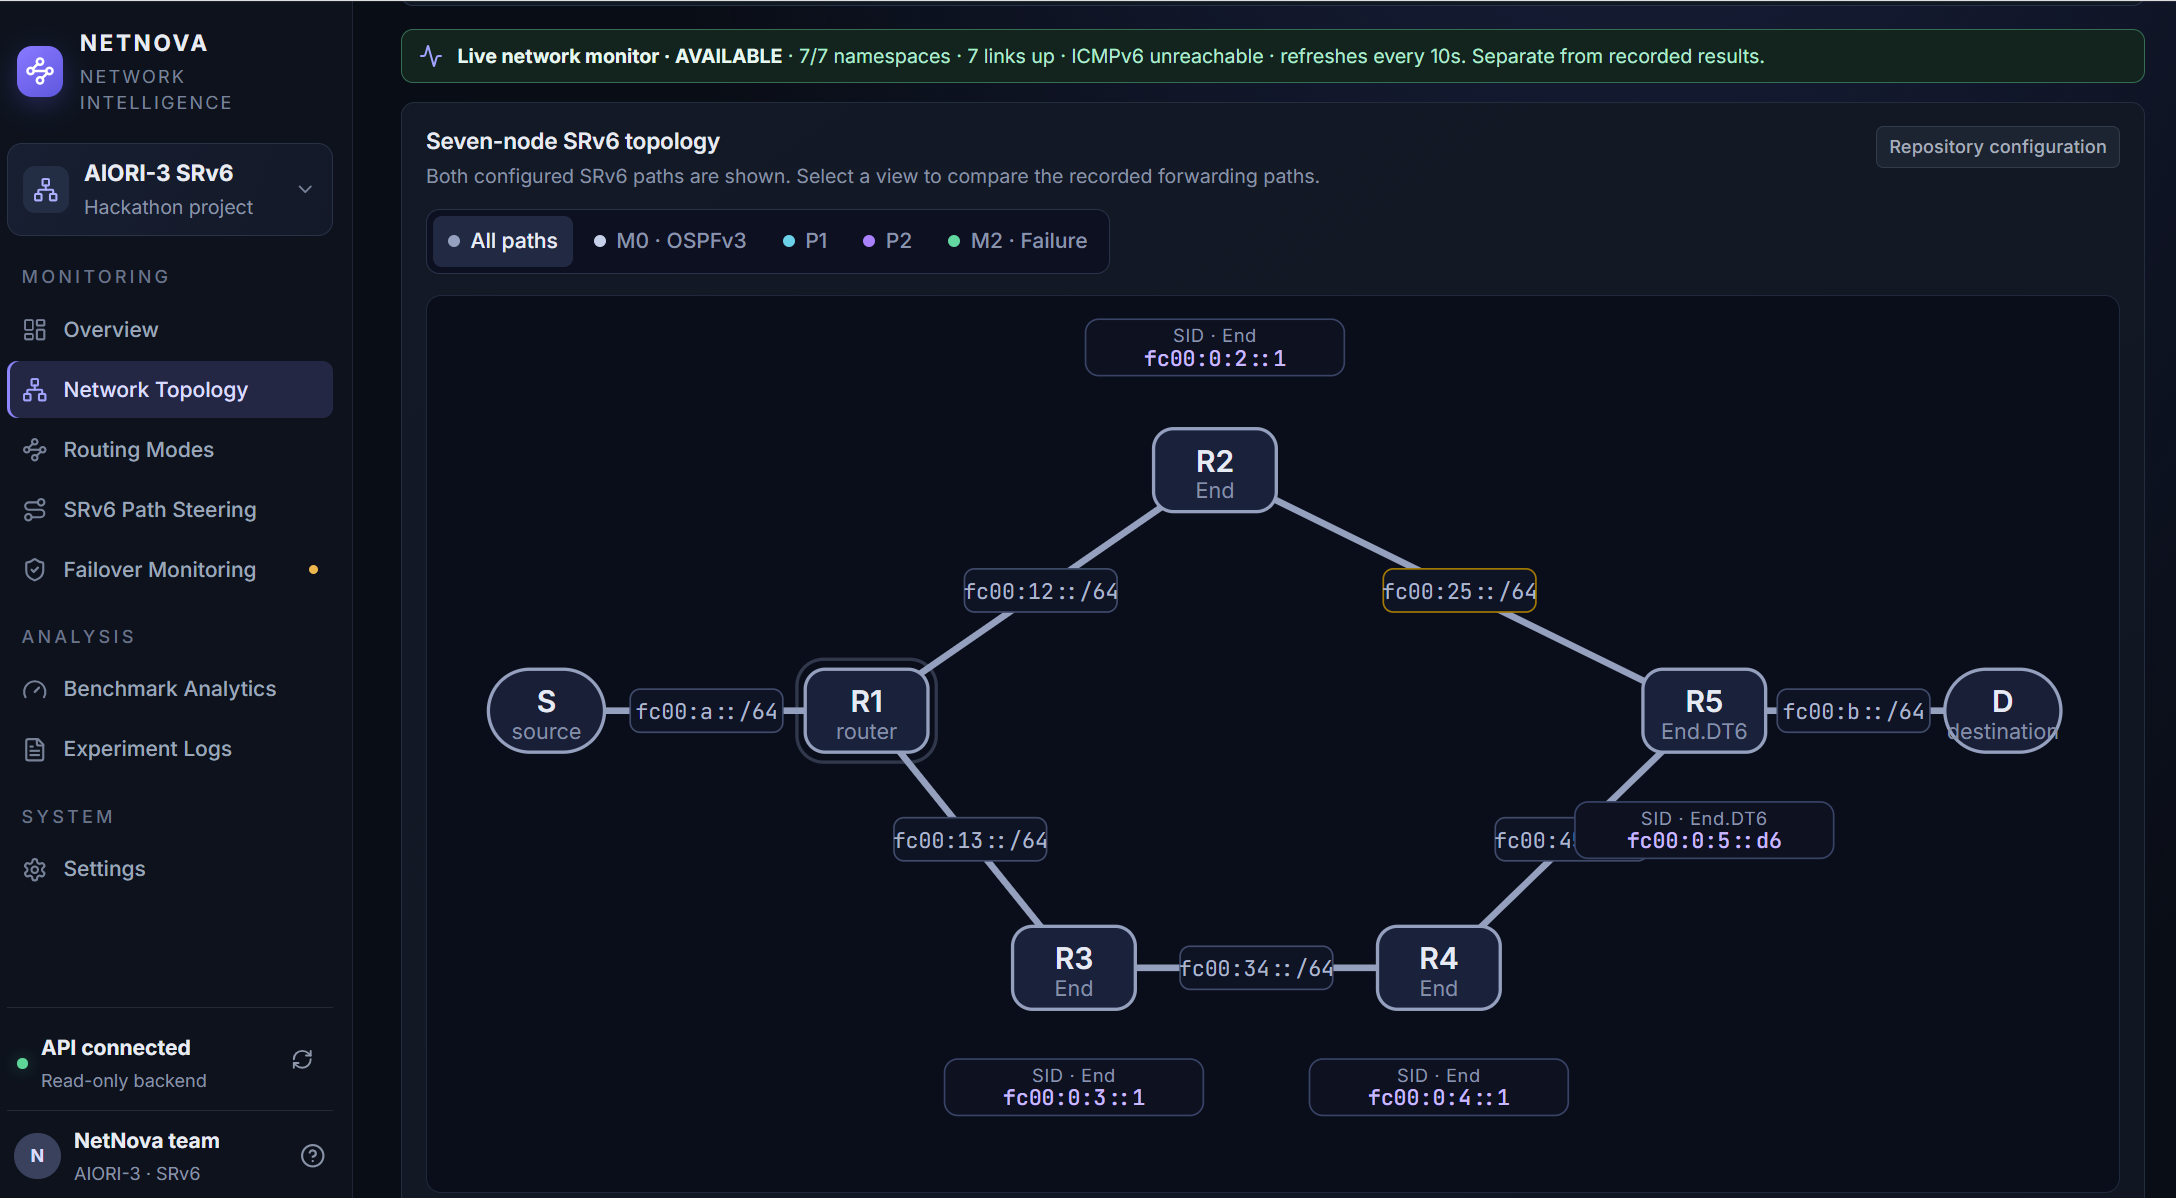 NETNOVA
NETWORK
INTELLIGENCE
AIORI-3 SRv6
Hackathon project
MONITORING
Overview
Network Topology
Routing Modes
SRv6 Path Steering
Failover Monitoring
ANALYSIS
Benchmark Analytics
Experiment Logs
SYSTEM
Settings
API connected
Read-only backend
N
NetNova team
AIORI-3 · SRv6
Live network monitor · AVAILABLE · 7/7 namespaces · 7 links up · ICMPv6 unreachable · refreshes every 10s. Separate from recorded results.
Seven-node SRv6 topology
Repository configuration
Both configured SRv6 paths are shown. Select a view to compare the recorded forwarding paths.
All paths
M0 · OSPFv3
P1
P2
M2 · Failure
SID · End
fc00:0:2::1
R2
End
fc00:12::/64
fc00:25::/64
S
source
fc00:a::/64
R1
router
R5
End.DT6
fc00:b::/64
D
destination
fc00:13::/64
fc00:4
SID · End.DT6
fc00:0:5::d6
R3
End
fc00:34::/64
R4
End
SID · End
fc00:0:3::1
SID · End
fc00:0:4::1